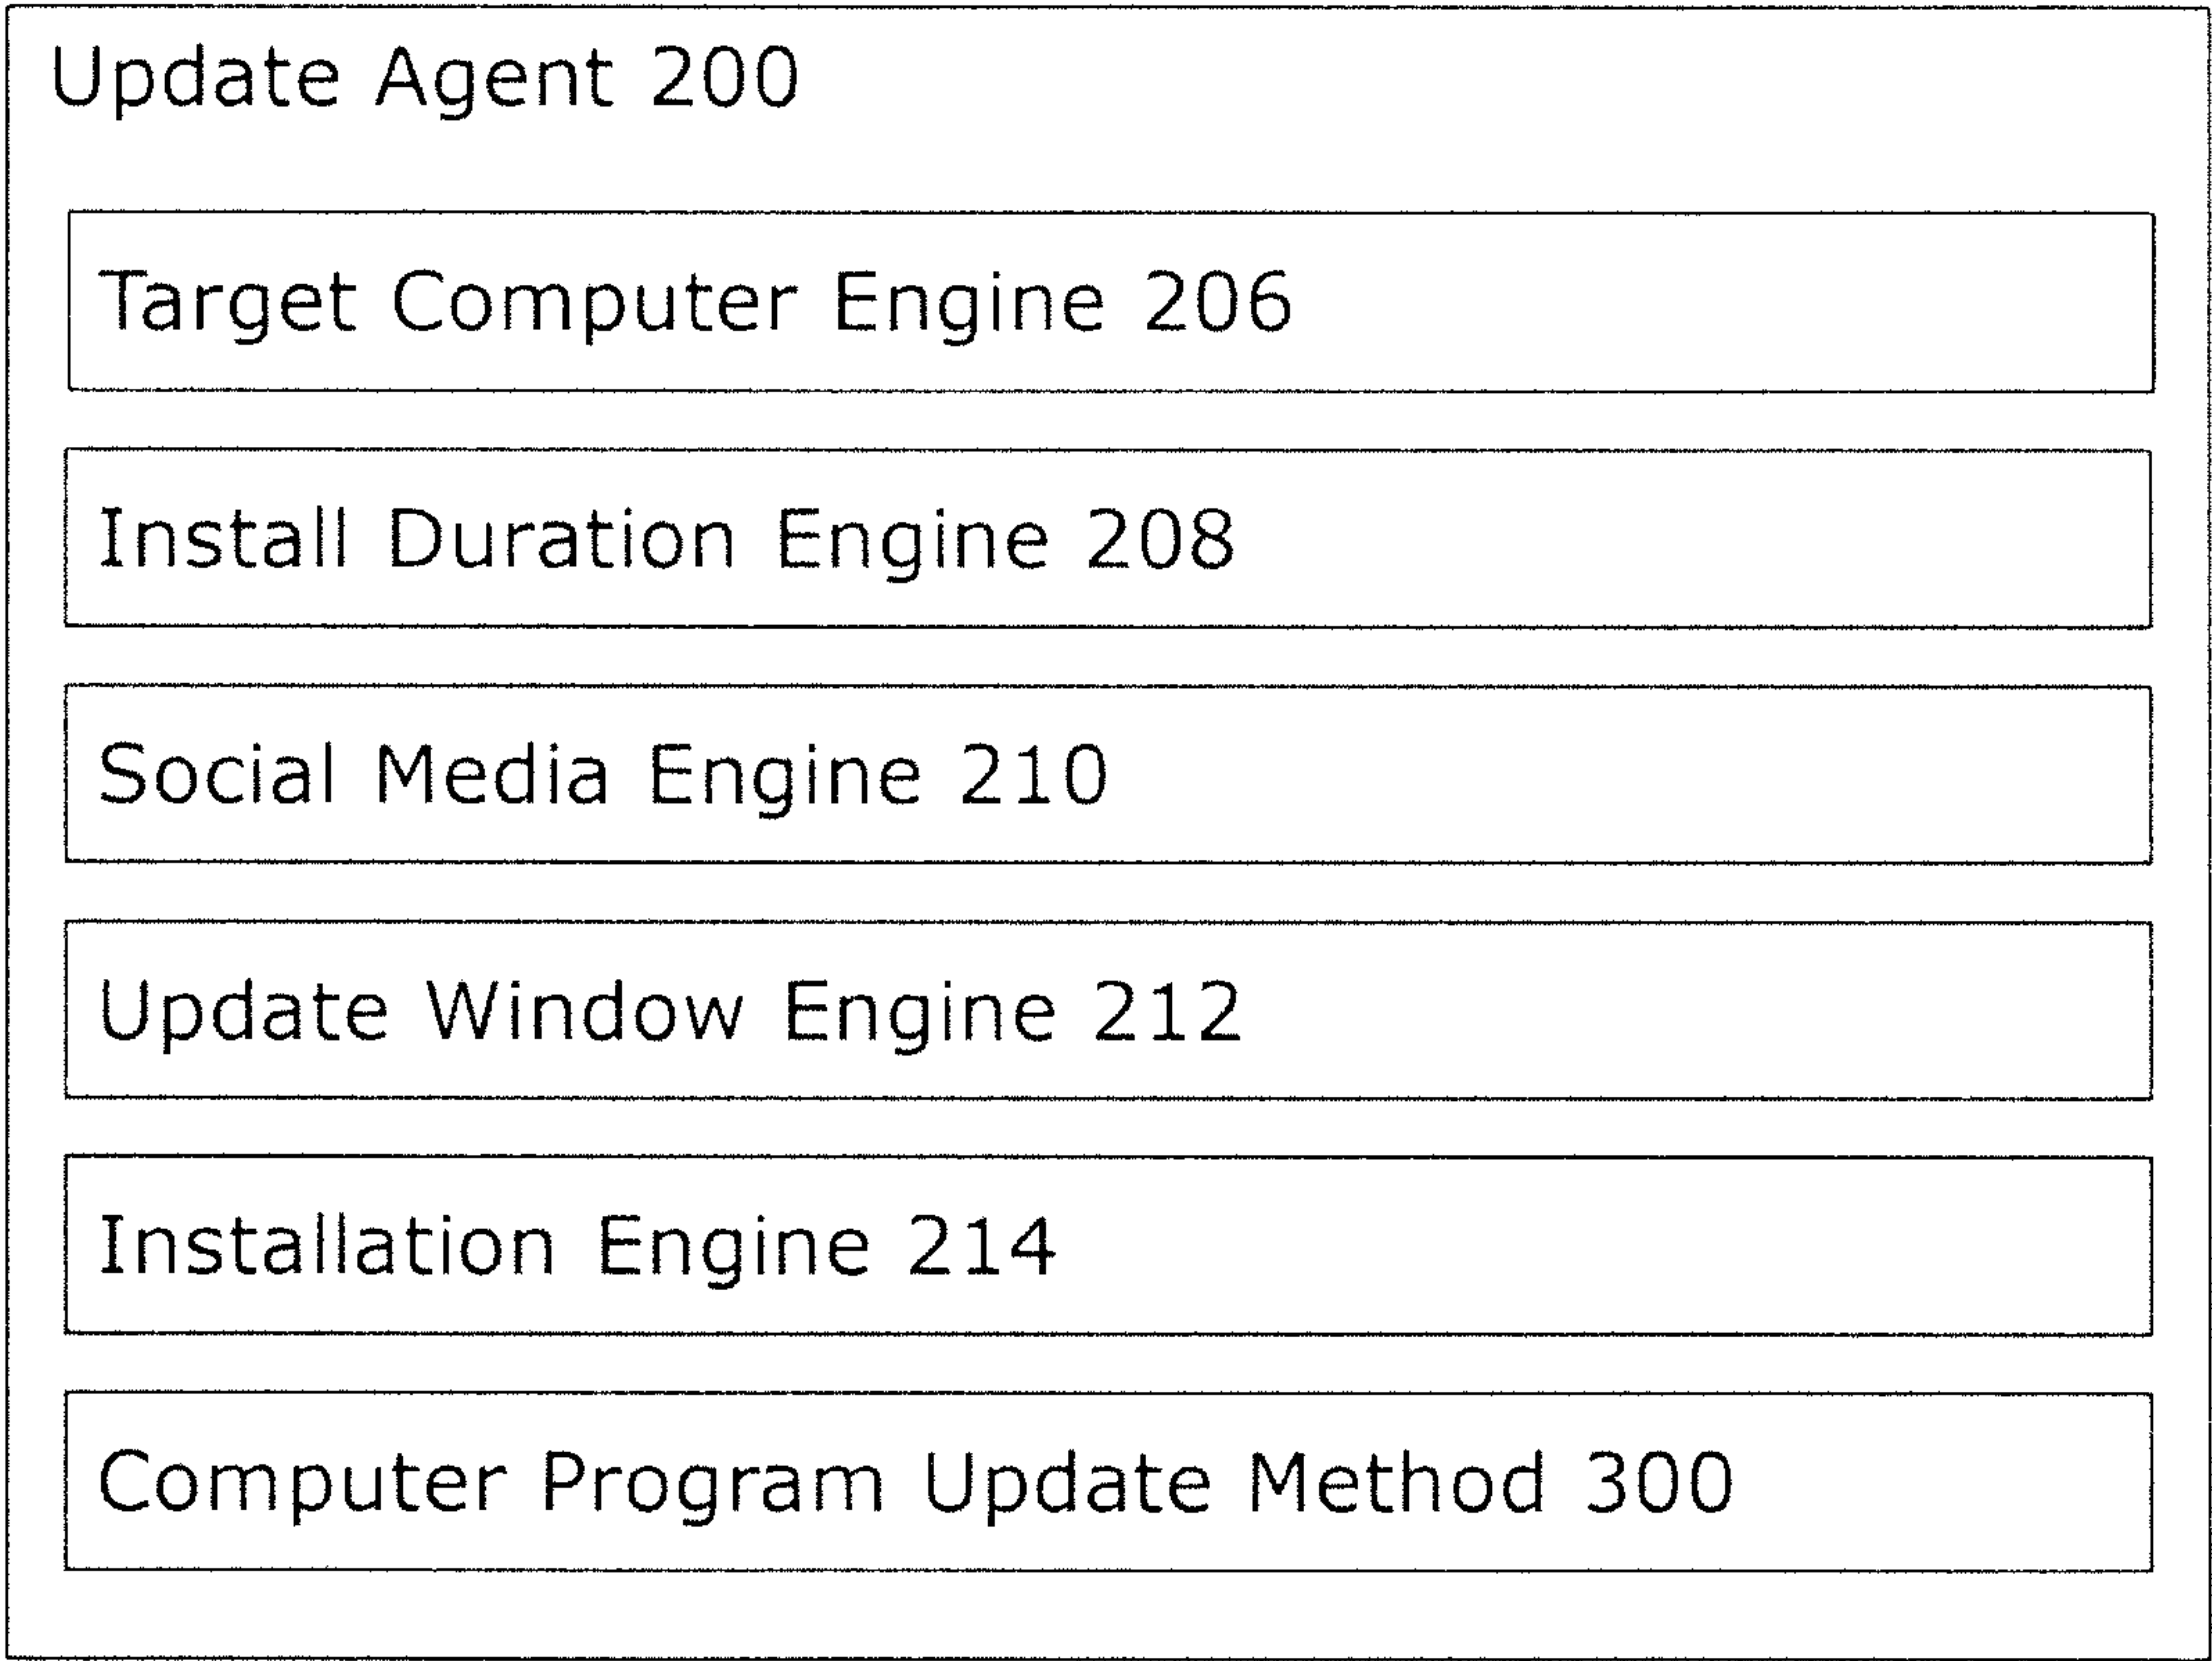 Update Agent 200
Target Computer Engine 206
Install Duration Engine 208
Social Media Engine 210
Update Window Engine 212
Installation Engine 214
Computer Program Update Method 300